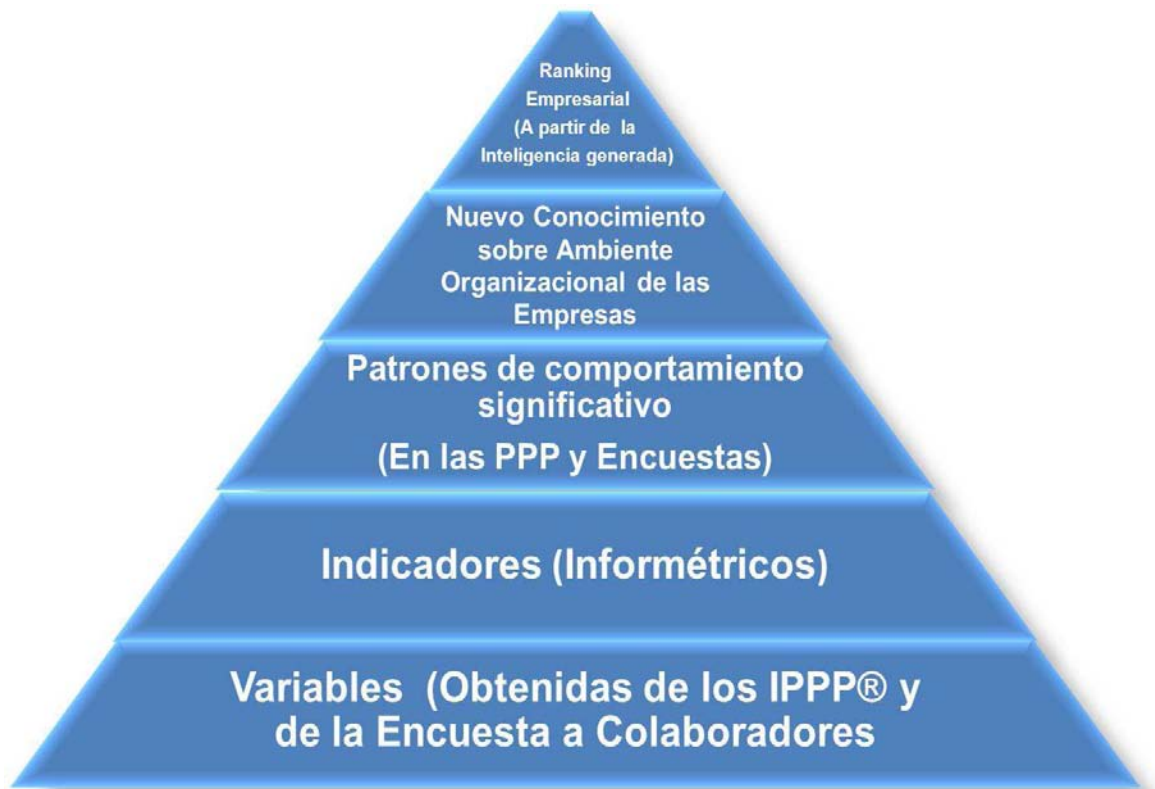 Ranking
Empresarial
(A partir de la
Inteligencia generada)
Nuevo Conocimiento
sobre Ambiente
Organizacional de las
Empresas
Patrones de comportamiento
significativo
(En las PPP y Encuestas)
Indicadores (Informétricos)
Variables (Obtenidas de los IPPP® y
de la Encuesta a Colaboradores